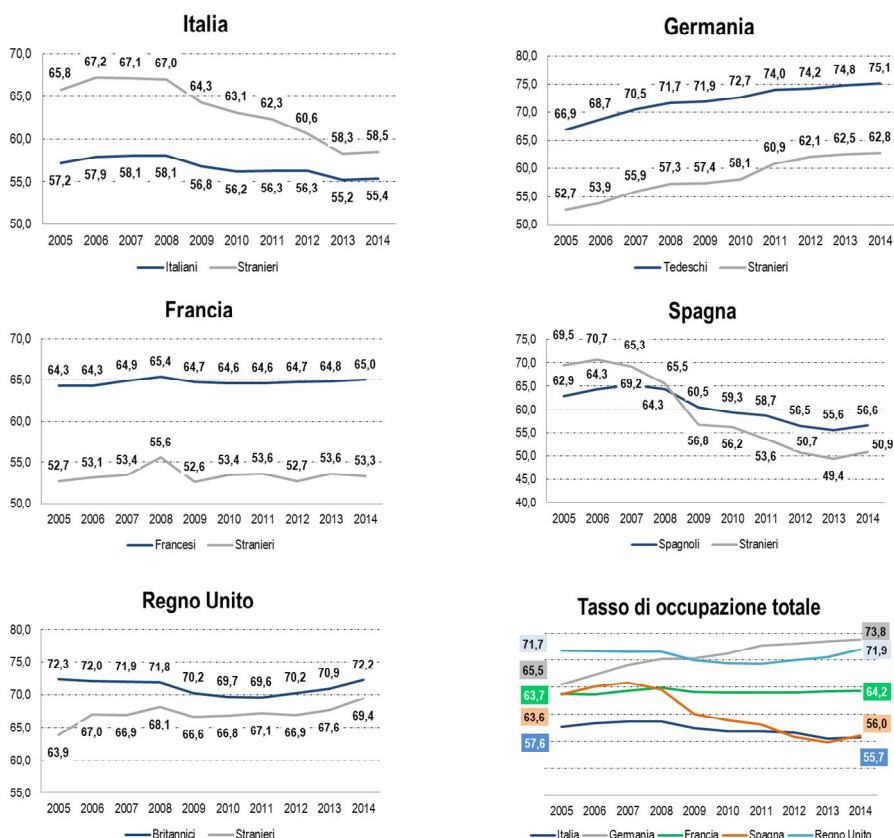 Italia
70,0
65,0
60,0
55,0
50,0
65,8 67,2 67,1 67,0 64,3 63,1 62,3 60,6 58,3 58,5
57,2 57,9 58,1 58,1 56,8 56,2 56,3 56,3 55,2 55,4
2005 2006 2007 2008 2009 2010 2011 2012 2013 2014
Italiani Stranieri
Germania
80,0
75,0
70,0
65,0
60,0
55,0
50,0
66,9 68,7 70,5 71,7 71,9 72,7 74,0 74,2 74,8 75,1
52,7 53,9 55,9 57,3 57,4 58,1 60,9 62,1 62,5 62,8
2005 2006 2007 2008 2009 2010 2011 2012 2013 2014
Tedeschi Stranieri
Francia
70,0
65,0
60,0
55,0
50,0
64,3 64,3 64,9 65,4 64,7 64,6 64,6 64,7 64,8 65,0
52,7 53,1 53,4 55,6 52,6 53,4 53,6 52,7 53,6 53,3
2005 2006 2007 2008 2009 2010 2011 2012 2013 2014
Francesi Stranieri
Spagna
75,0
70,0
65,0
60,0
55,0
50,0
45,0
40,0
69,5 70,7 65,3 65,5 60,5 59,3 58,7 56,5 55,6 56,6
62,9 64,3 69,2 64,3 56,8 56,2 53,6 50,7 49,4 50,9
2005 2006 2007 2008 2009 2010 2011 2012 2013 2014
Spagnoli Stranieri
Regno Unito
80,0
75,0
70,0
65,0
60,0
55,0
72,3 72,0 71,9 71,8 70,2 69,7 69,6 70,2 70,9 72,2
63,9 67,0 66,9 68,1 66,6 66,8 67,1 66,9 67,6 69,4
2005 2006 2007 2008 2009 2010 2011 2012 2013 2014
Britannici Stranieri
Tasso di occupazione totale
71,7
65,5
63,7
63,6
57,6
73,8
71,9
64,2
56,0
55,7
2005 2006 2007 2008 2009 2010 2011 2012 2013 2014
Italia Germania Francia Spagna Regno Unito